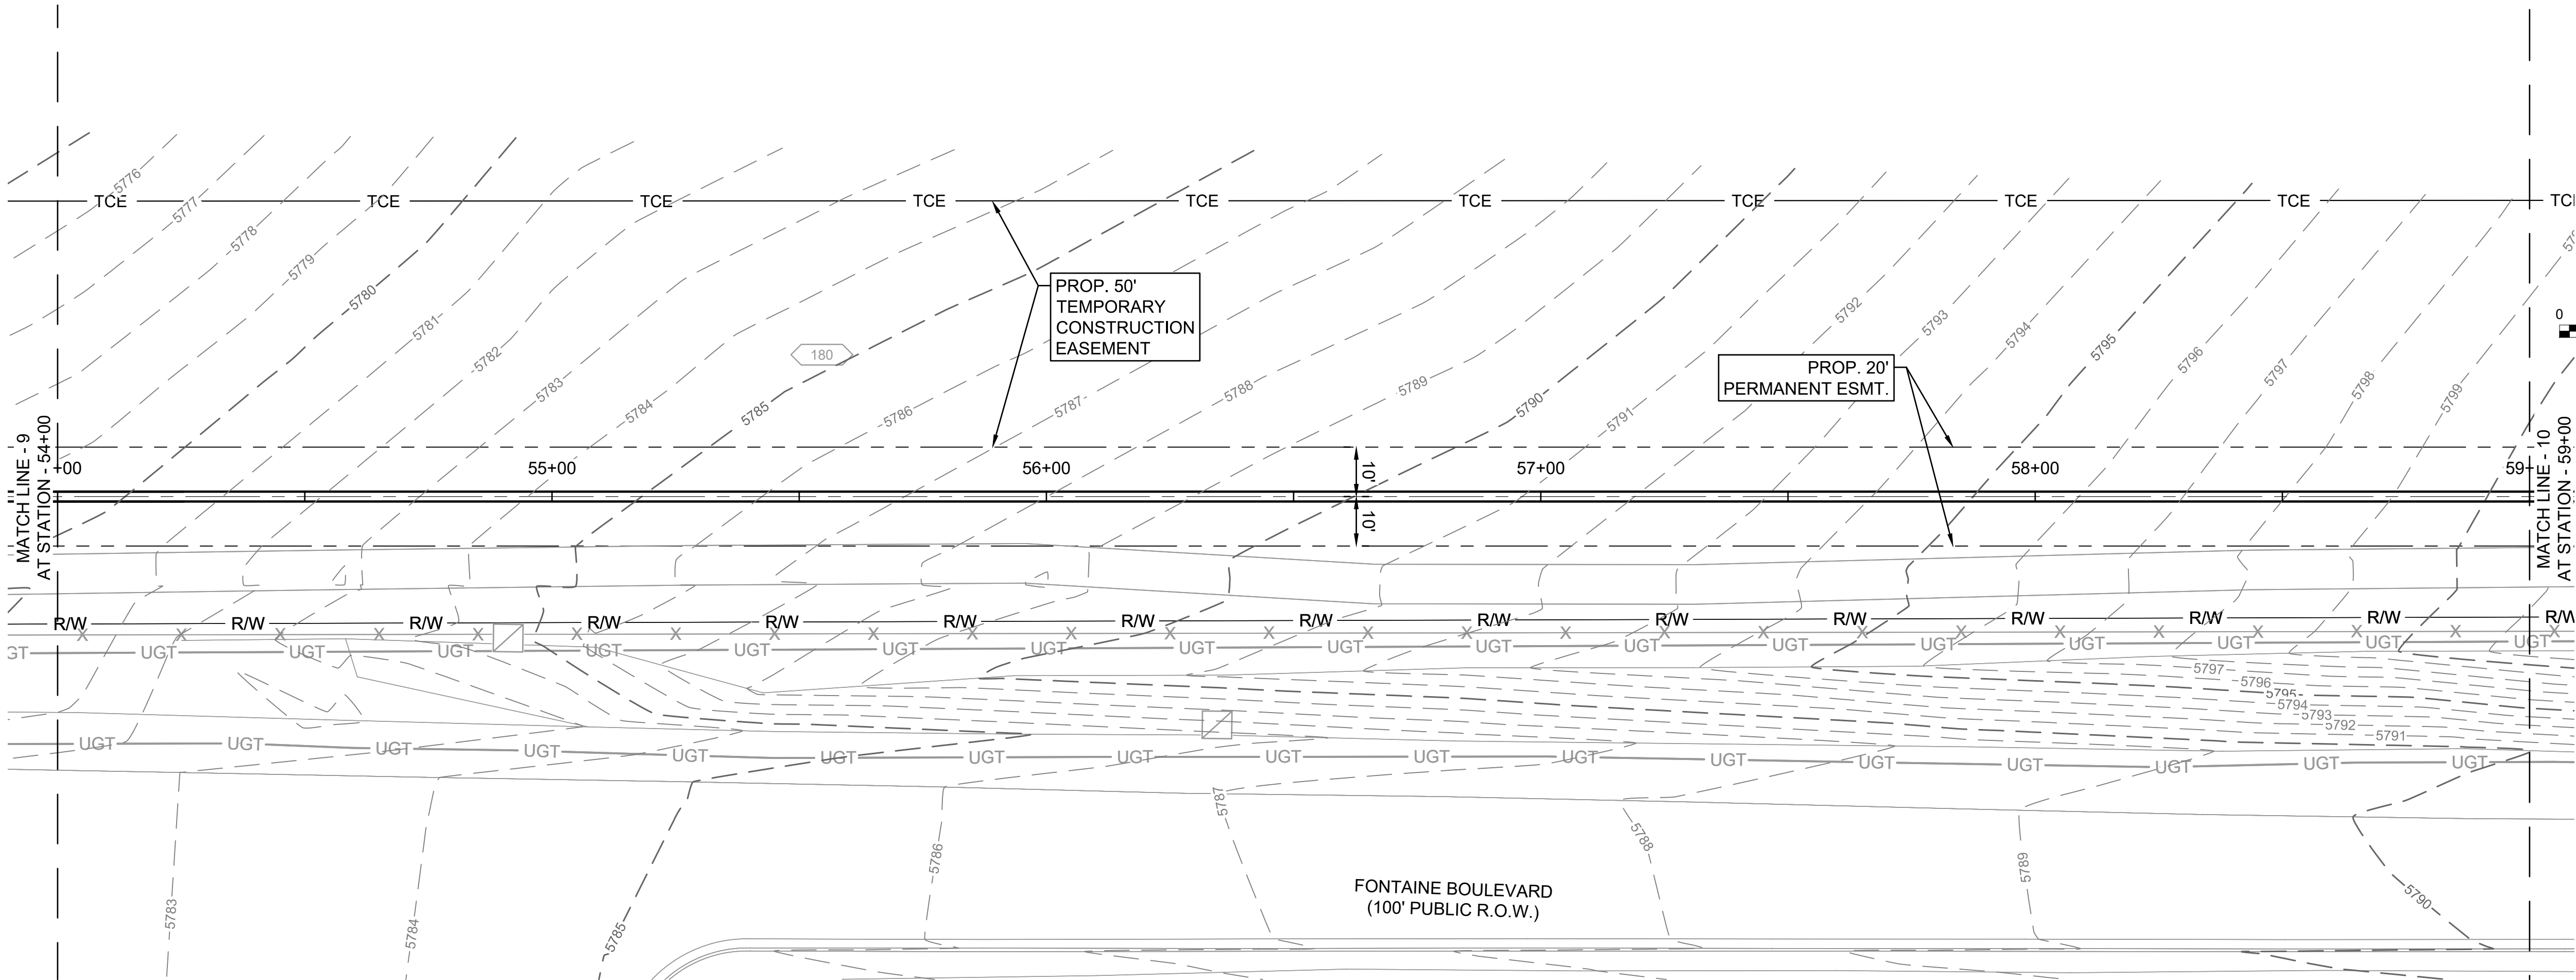 5776
5777
5778
5779
5780
5781
5782
5783
5784
5785
5786
5787
5788
5789
5790
5791
5792
5793
5794
5795
5796
5797
5798
5799
TCE TCE TCE TCE TCE TCE TCE TCE TCE
PROP. 50'
TEMPORARY
CONSTRUCTION
EASEMENT
180
PROP. 20'
PERMANENT ESMT.
0
MATCH LINE - 9
AT STATION - 54+00
+00 55+00 56+00 57+00 58+00 59+
10'
10'
MATCH LINE - 10
AT STATION - 59+00
R/W R/W R/W R/W R/W R/W R/W R/W R/W R/W R/W R/W R/W R/W R/W
X X X X X X X X X X X X X X X X X X X X X X X X X X
GT UGT UGT UGT UGT UGT UGT UGT UGT UGT UGT UGT UGT UGT UGT UGT UGT UGT
5797
5796
5795
5794
5793
5792
5791
UGT UGT UGT UGT UGT UGT UGT UGT UGT UGT UGT UGT UGT UGT UGT UGT UGT
5783
5784
5785
5786
5787
5788
5789
5790
FONTAINE BOULEVARD
(100' PUBLIC R.O.W.)